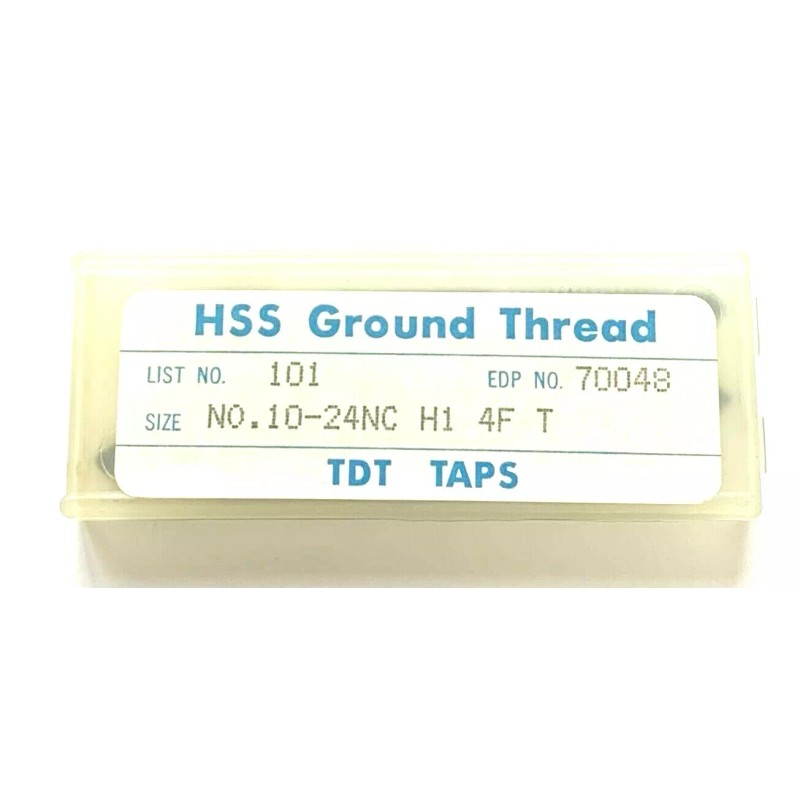 HSS Ground Thread
LIST NO. 101 EDP NO. 70048
SIZE NO.10-24NC H1 4F T
TDT TAPS